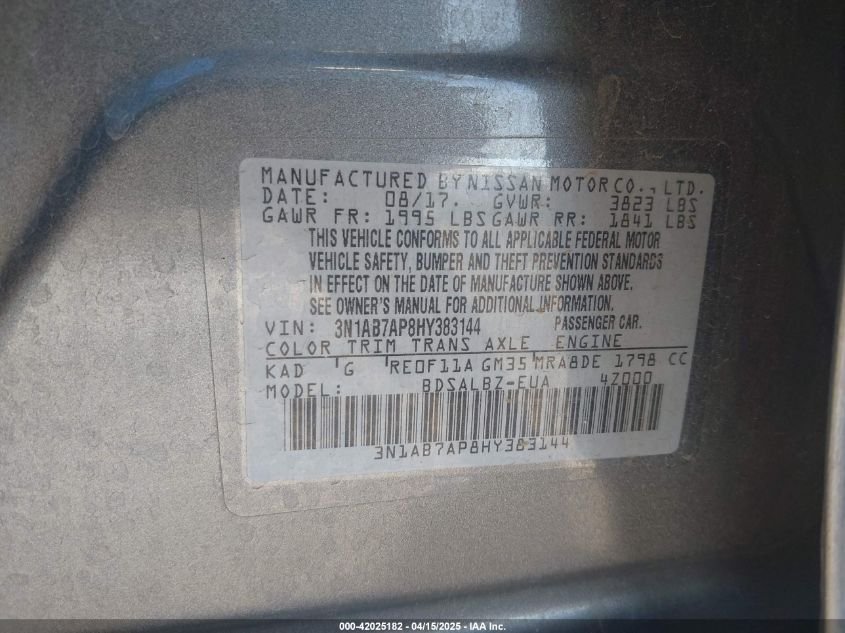 MANUFACTURED BY NISSAN MOTOR CO., LTD.
DATE: 08/17. GVWR: 3823 LBS
GAWR FR: 1995 LBS GAWR RR: 1841 LBS
THIS VEHICLE CONFORMS TO ALL APPLICABLE FEDERAL MOTOR
VEHICLE SAFETY, BUMPER AND THEFT PREVENTION STANDARDS
IN EFFECT ON THE DATE OF MANUFACTURE SHOWN ABOVE.
SEE OWNER'S MANUAL FOR ADDITIONAL INFORMATION.
VIN: 3N1AB7AP8HY383144 PASSENGER CAR.
COLOR TRIM TRANS AXLE ENGINE
KAD G RE0F11A GM35 MRA8DE 1798 CC
MODEL: BDSALBZ-EUA 4Z000
3N1AB7AP8HY383144
000-42025182 - 04/15/2025 - IAA Inc.